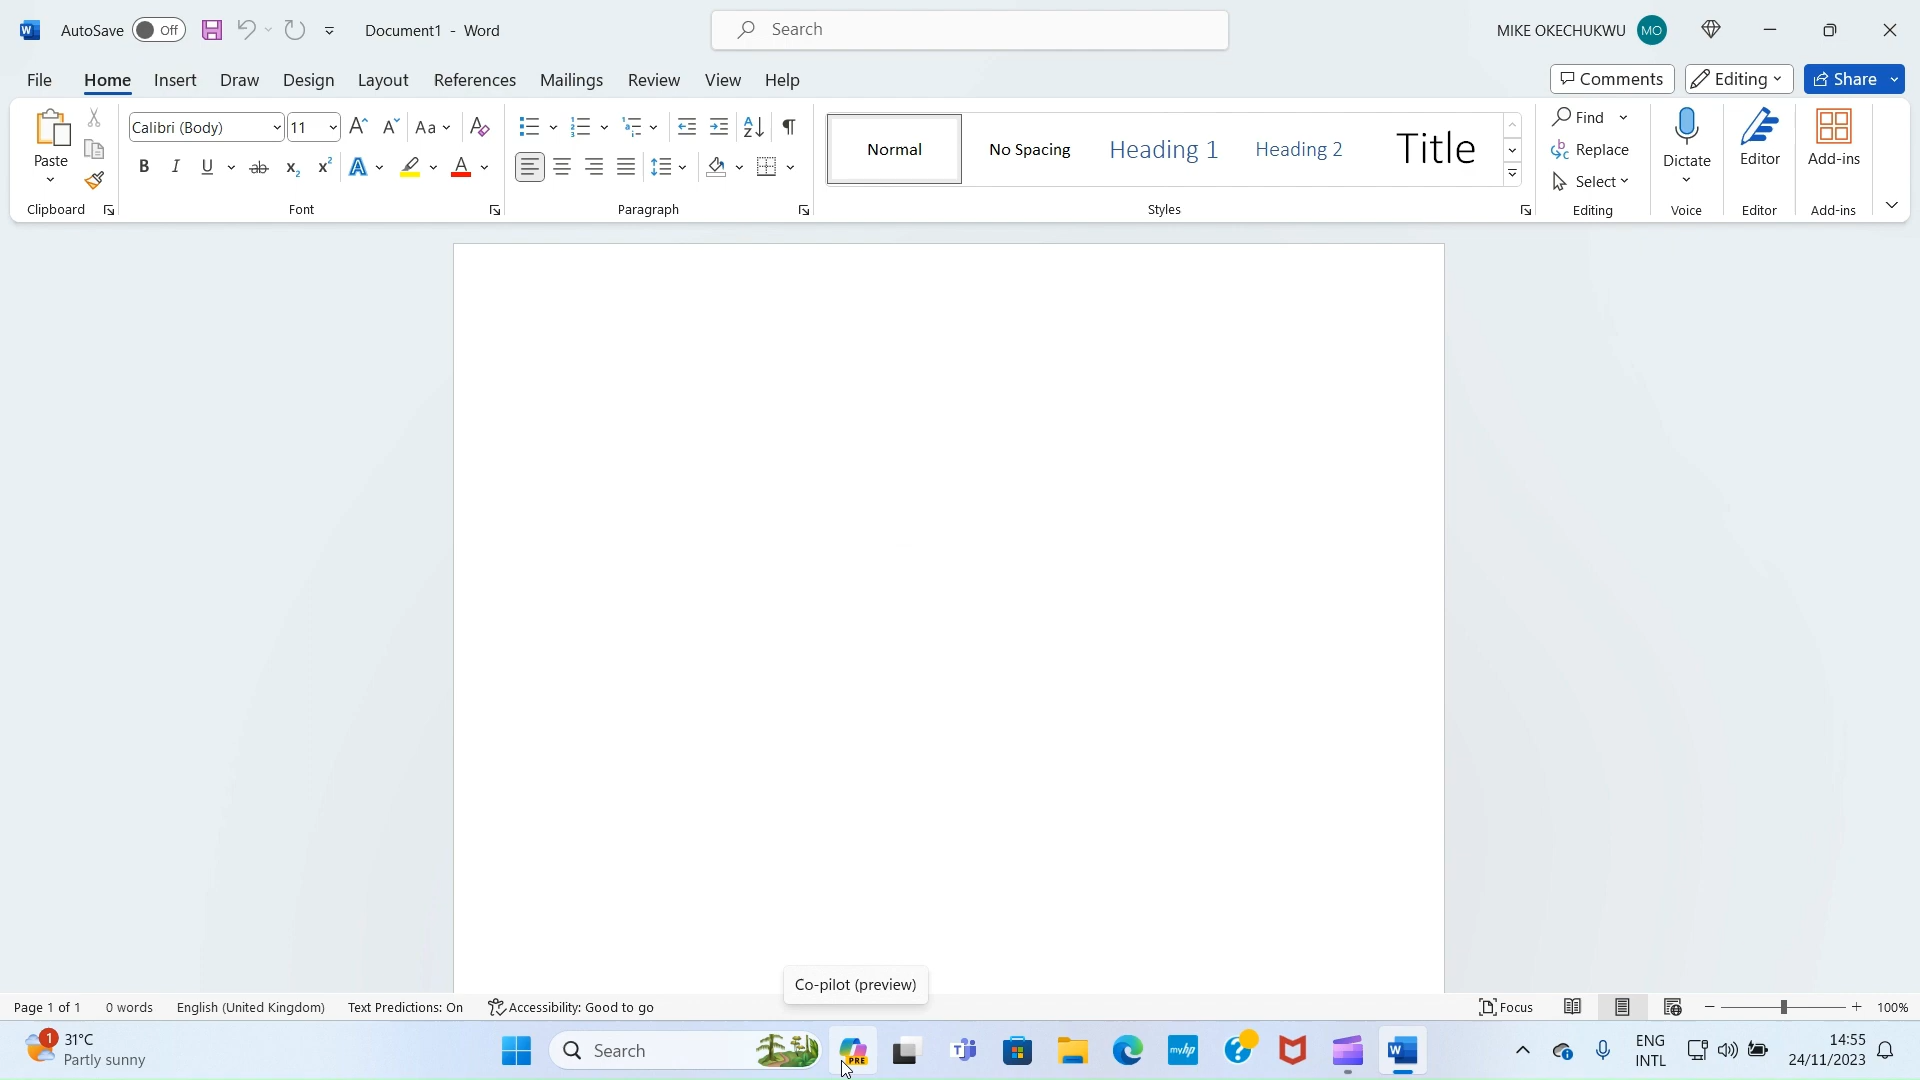 AutoSave Off Document1 - Word Search MIKE OKECHUKWU MO
File Home Insert Draw Design Layout References Mailings Review View Help Comments Editing Share
Paste Calibri (Body) 11 Aa Normal No Spacing Heading 1 Heading 2 Title Find Replace Select Dictate Editor Add-ins
Clipboard Font Paragraph Styles Editing Voice Editor Add-ins
Co-pilot (preview)
Page 1 of 1 0 words English (United Kingdom) Text Predictions: On Accessibility: Good to go Focus 100%
1 31°C Search PRE myhp ENG 14:55
Partly sunny INTL 24/11/2023